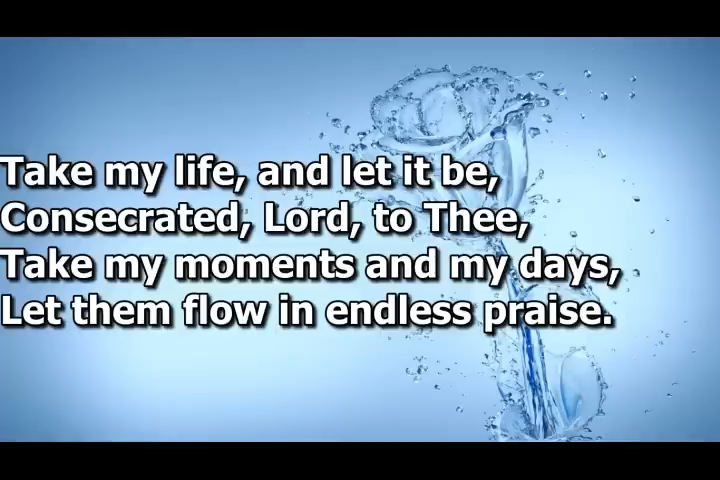 Take my life, and let it be,
Consecrated, Lord, to Thee,
Take my moments and my days,
Let them flow in endless praise.